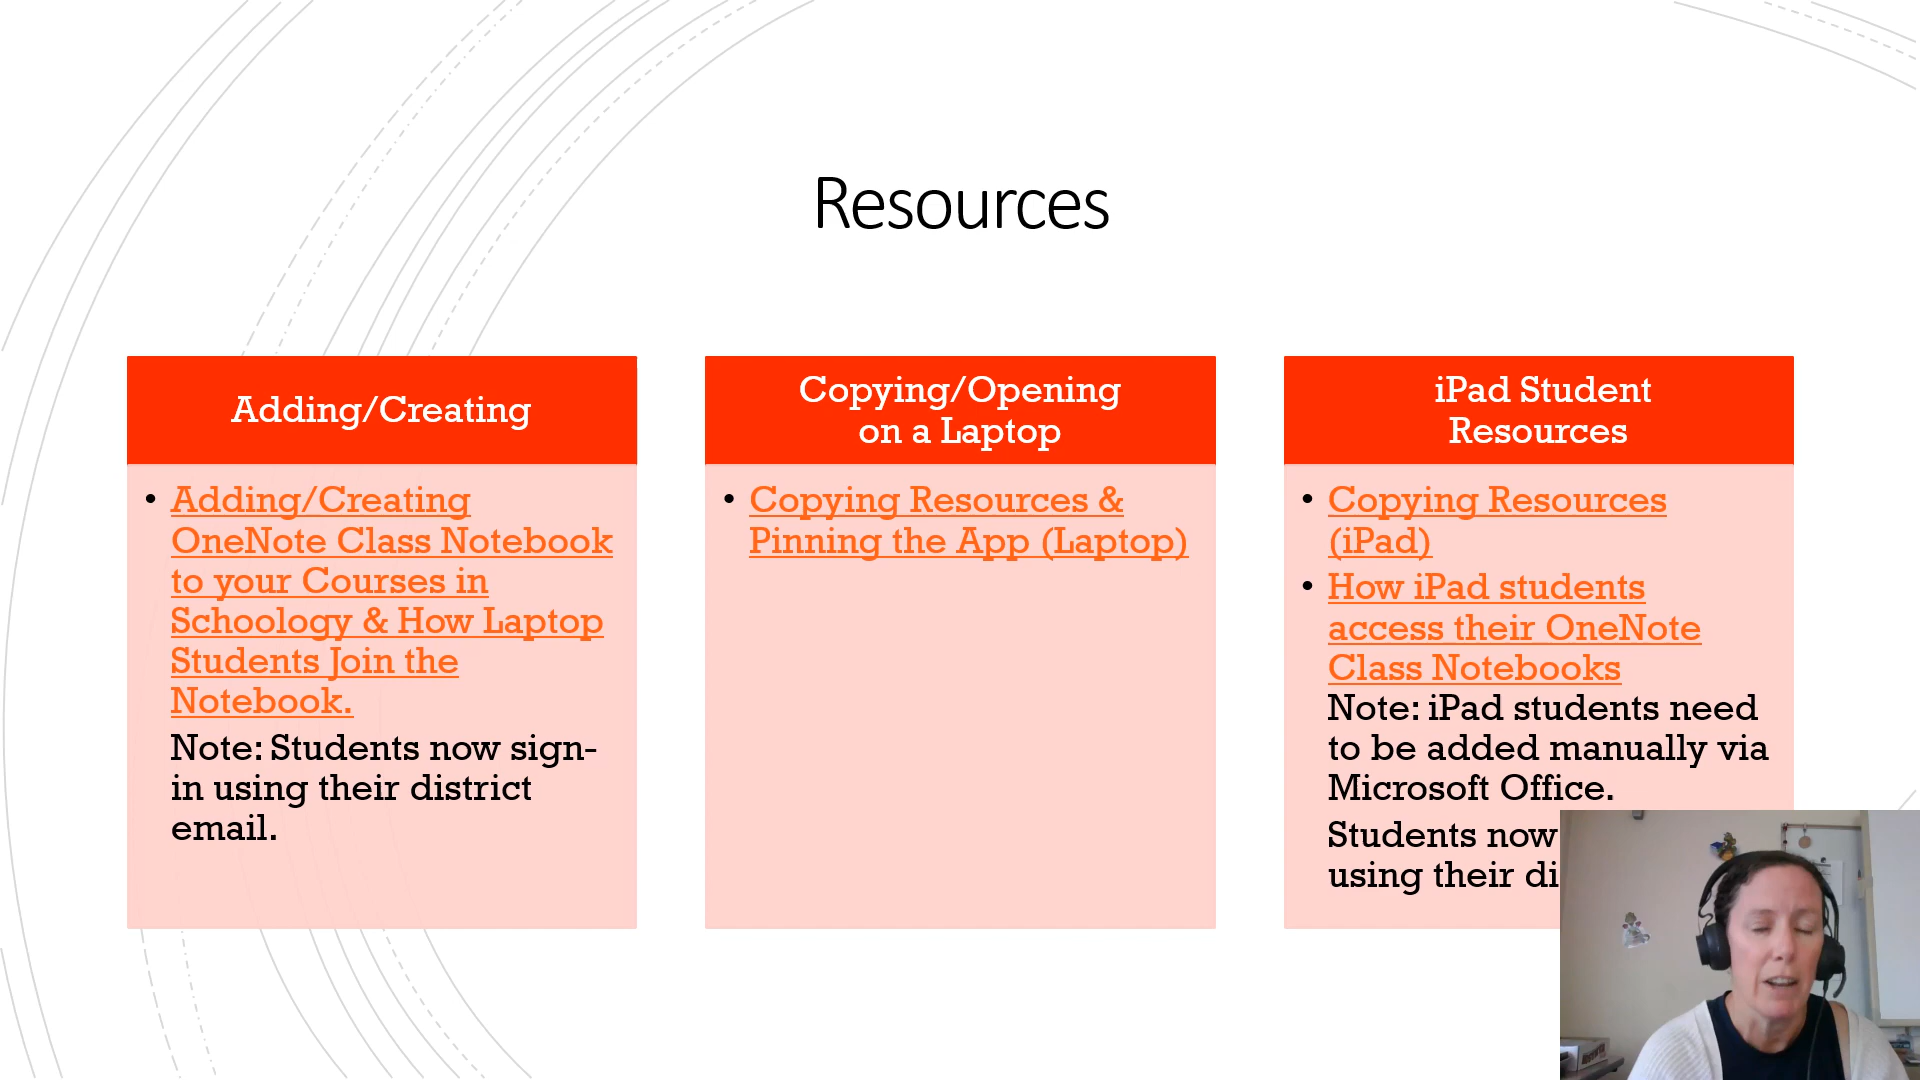 Resources
Adding/Creating
Adding/Creating
OneNote Class Notebook
to your Courses in
Schoology & How Laptop
Students Join the
Notebook.
Note: Students now sign-
in using their district
email.
Copying/Opening
on a Laptop
Copying Resources &
Pinning the App (Laptop)
iPad Student
Resources
Copying Resources
(iPad)
How iPad students
access their OneNote
Class Notebooks
Note: iPad students need
to be added manually via
Microsoft Office.
Students now
using their di